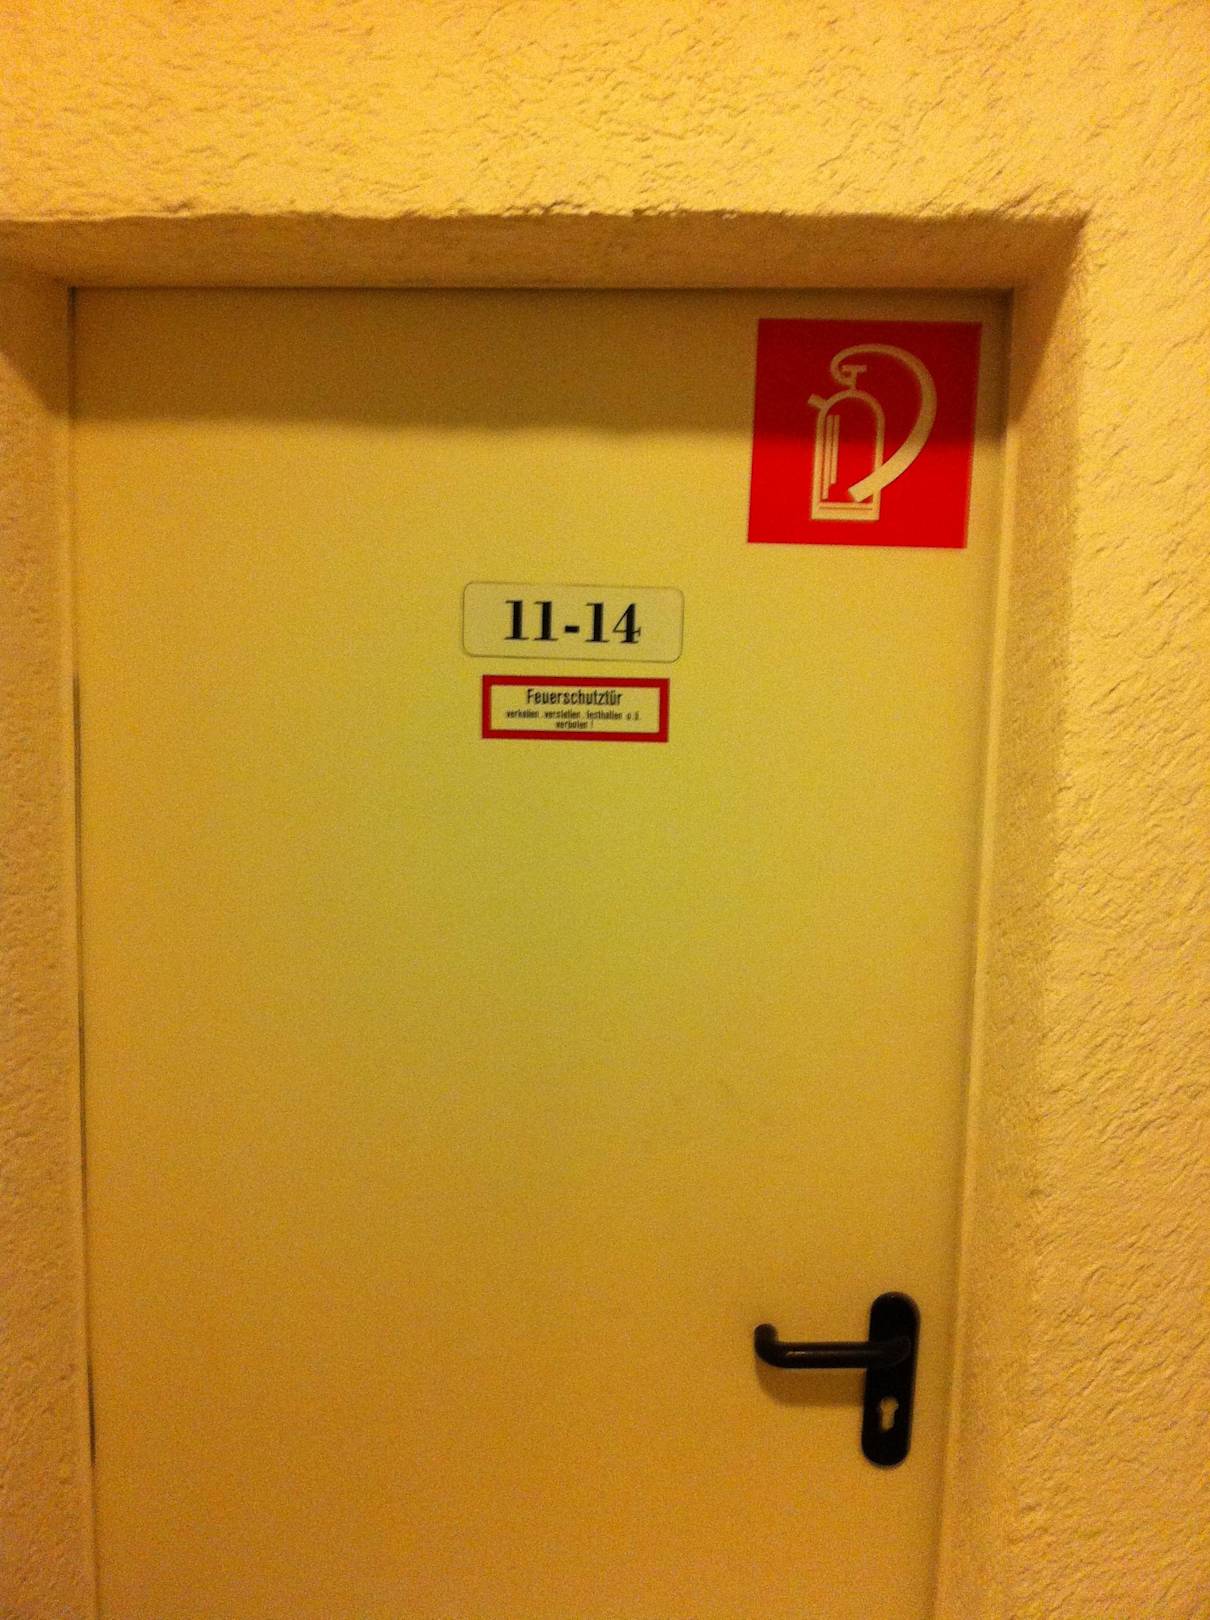 11-14
Feuerschutztür
verkeilen, verstellen, festhalten o.ä.
verboten!